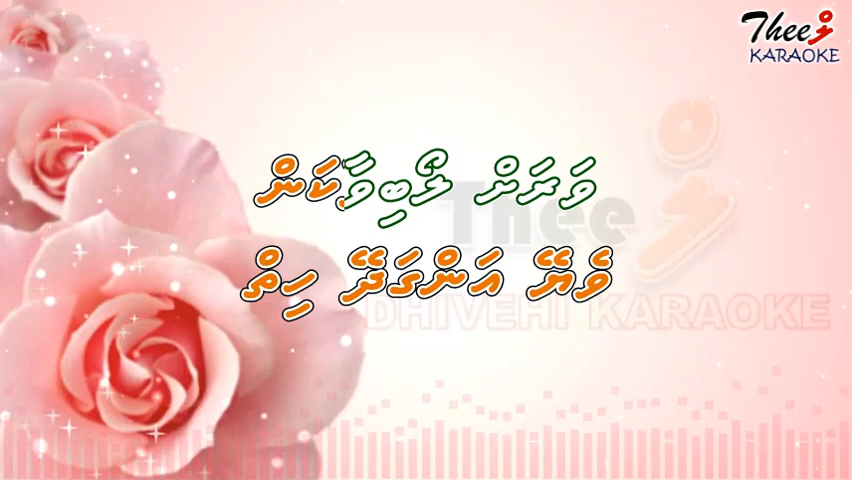 Thee
KARAOKE
ވަރަށް ލޯބިވާކަން
ވެޔޭ އަންގަދޭ ހިތް
Thee
DHIVEHI KARAOKE